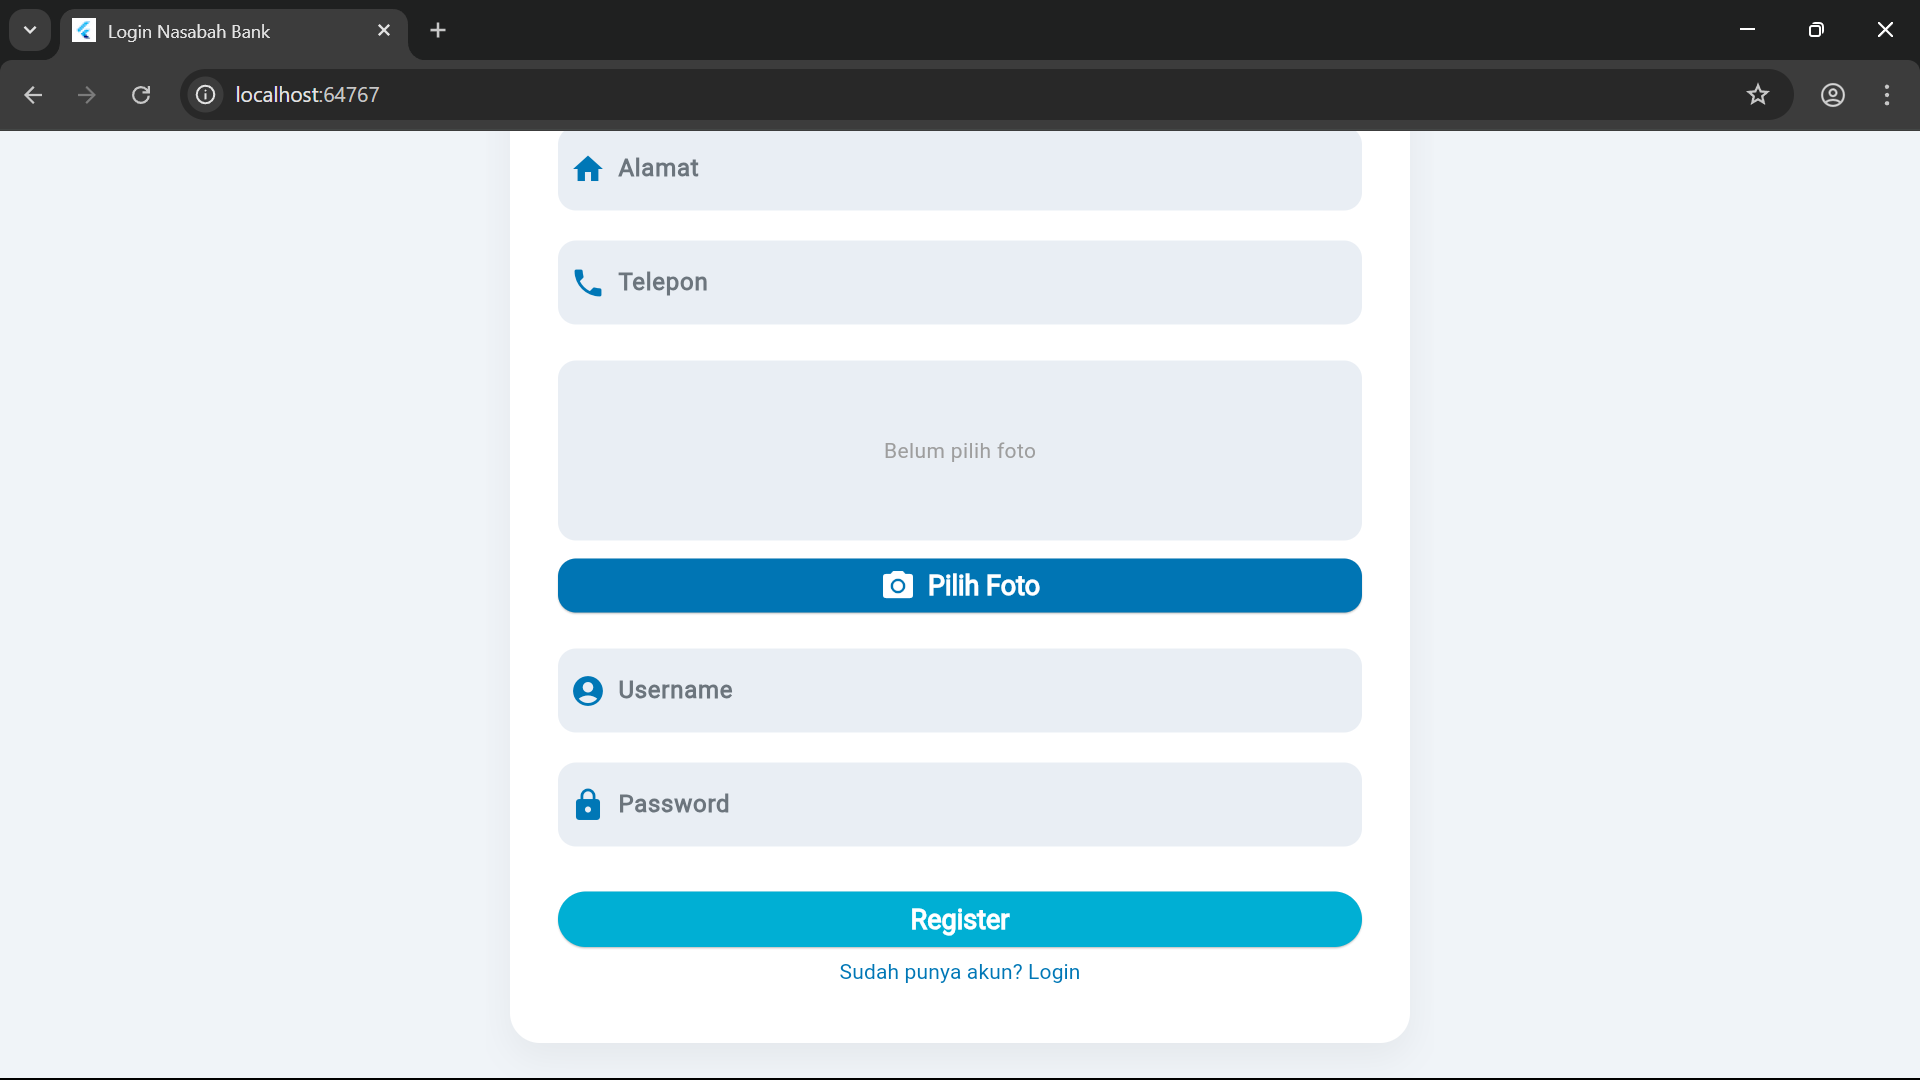 Login Nasabah Bank
localhost:64767
Alamat
Telepon
Belum pilih foto
Pilih Foto
Username
Password
Register
Sudah punya akun? Login